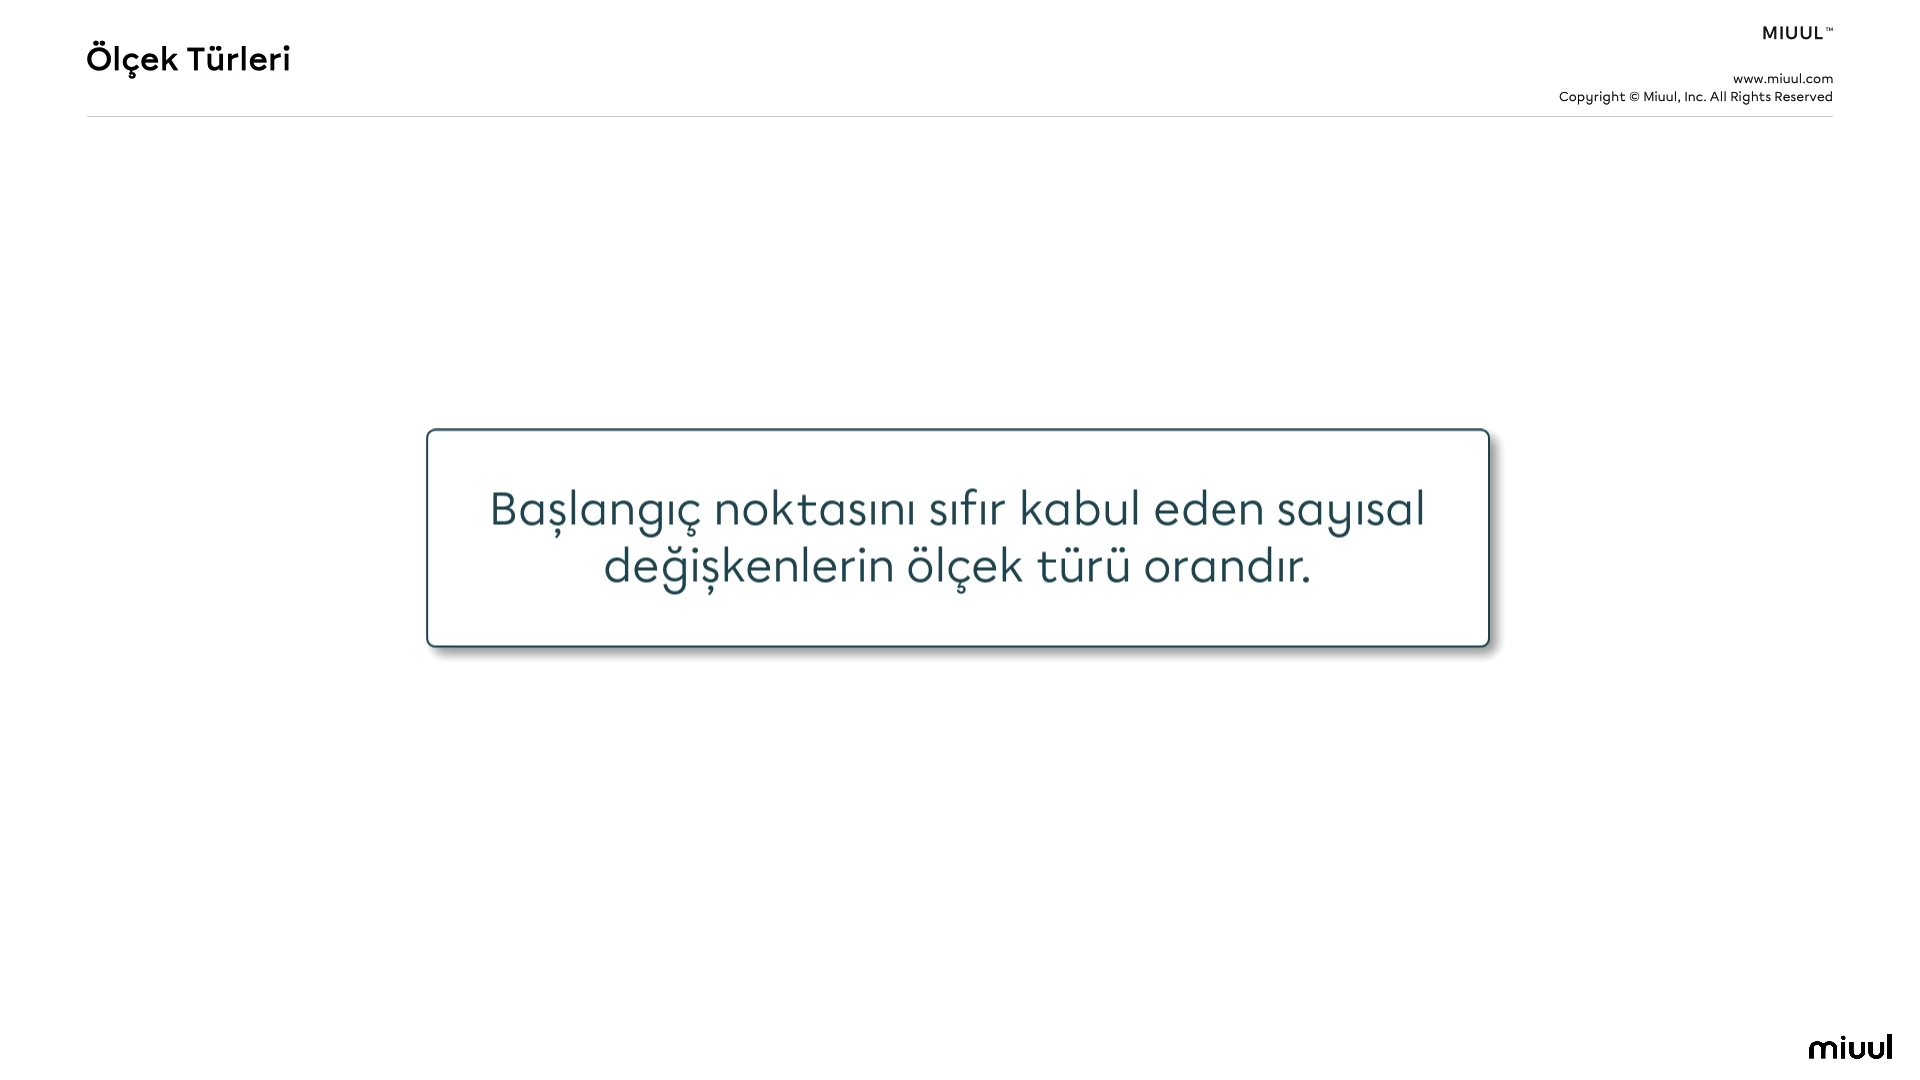 Ölçek Türleri
MIUUL™
www.miuul.com
Copyright © Miuul, Inc. All Rights Reserved
Başlangıç noktasını sıfır kabul eden sayısal
değişkenlerin ölçek türü orandır.
miuul